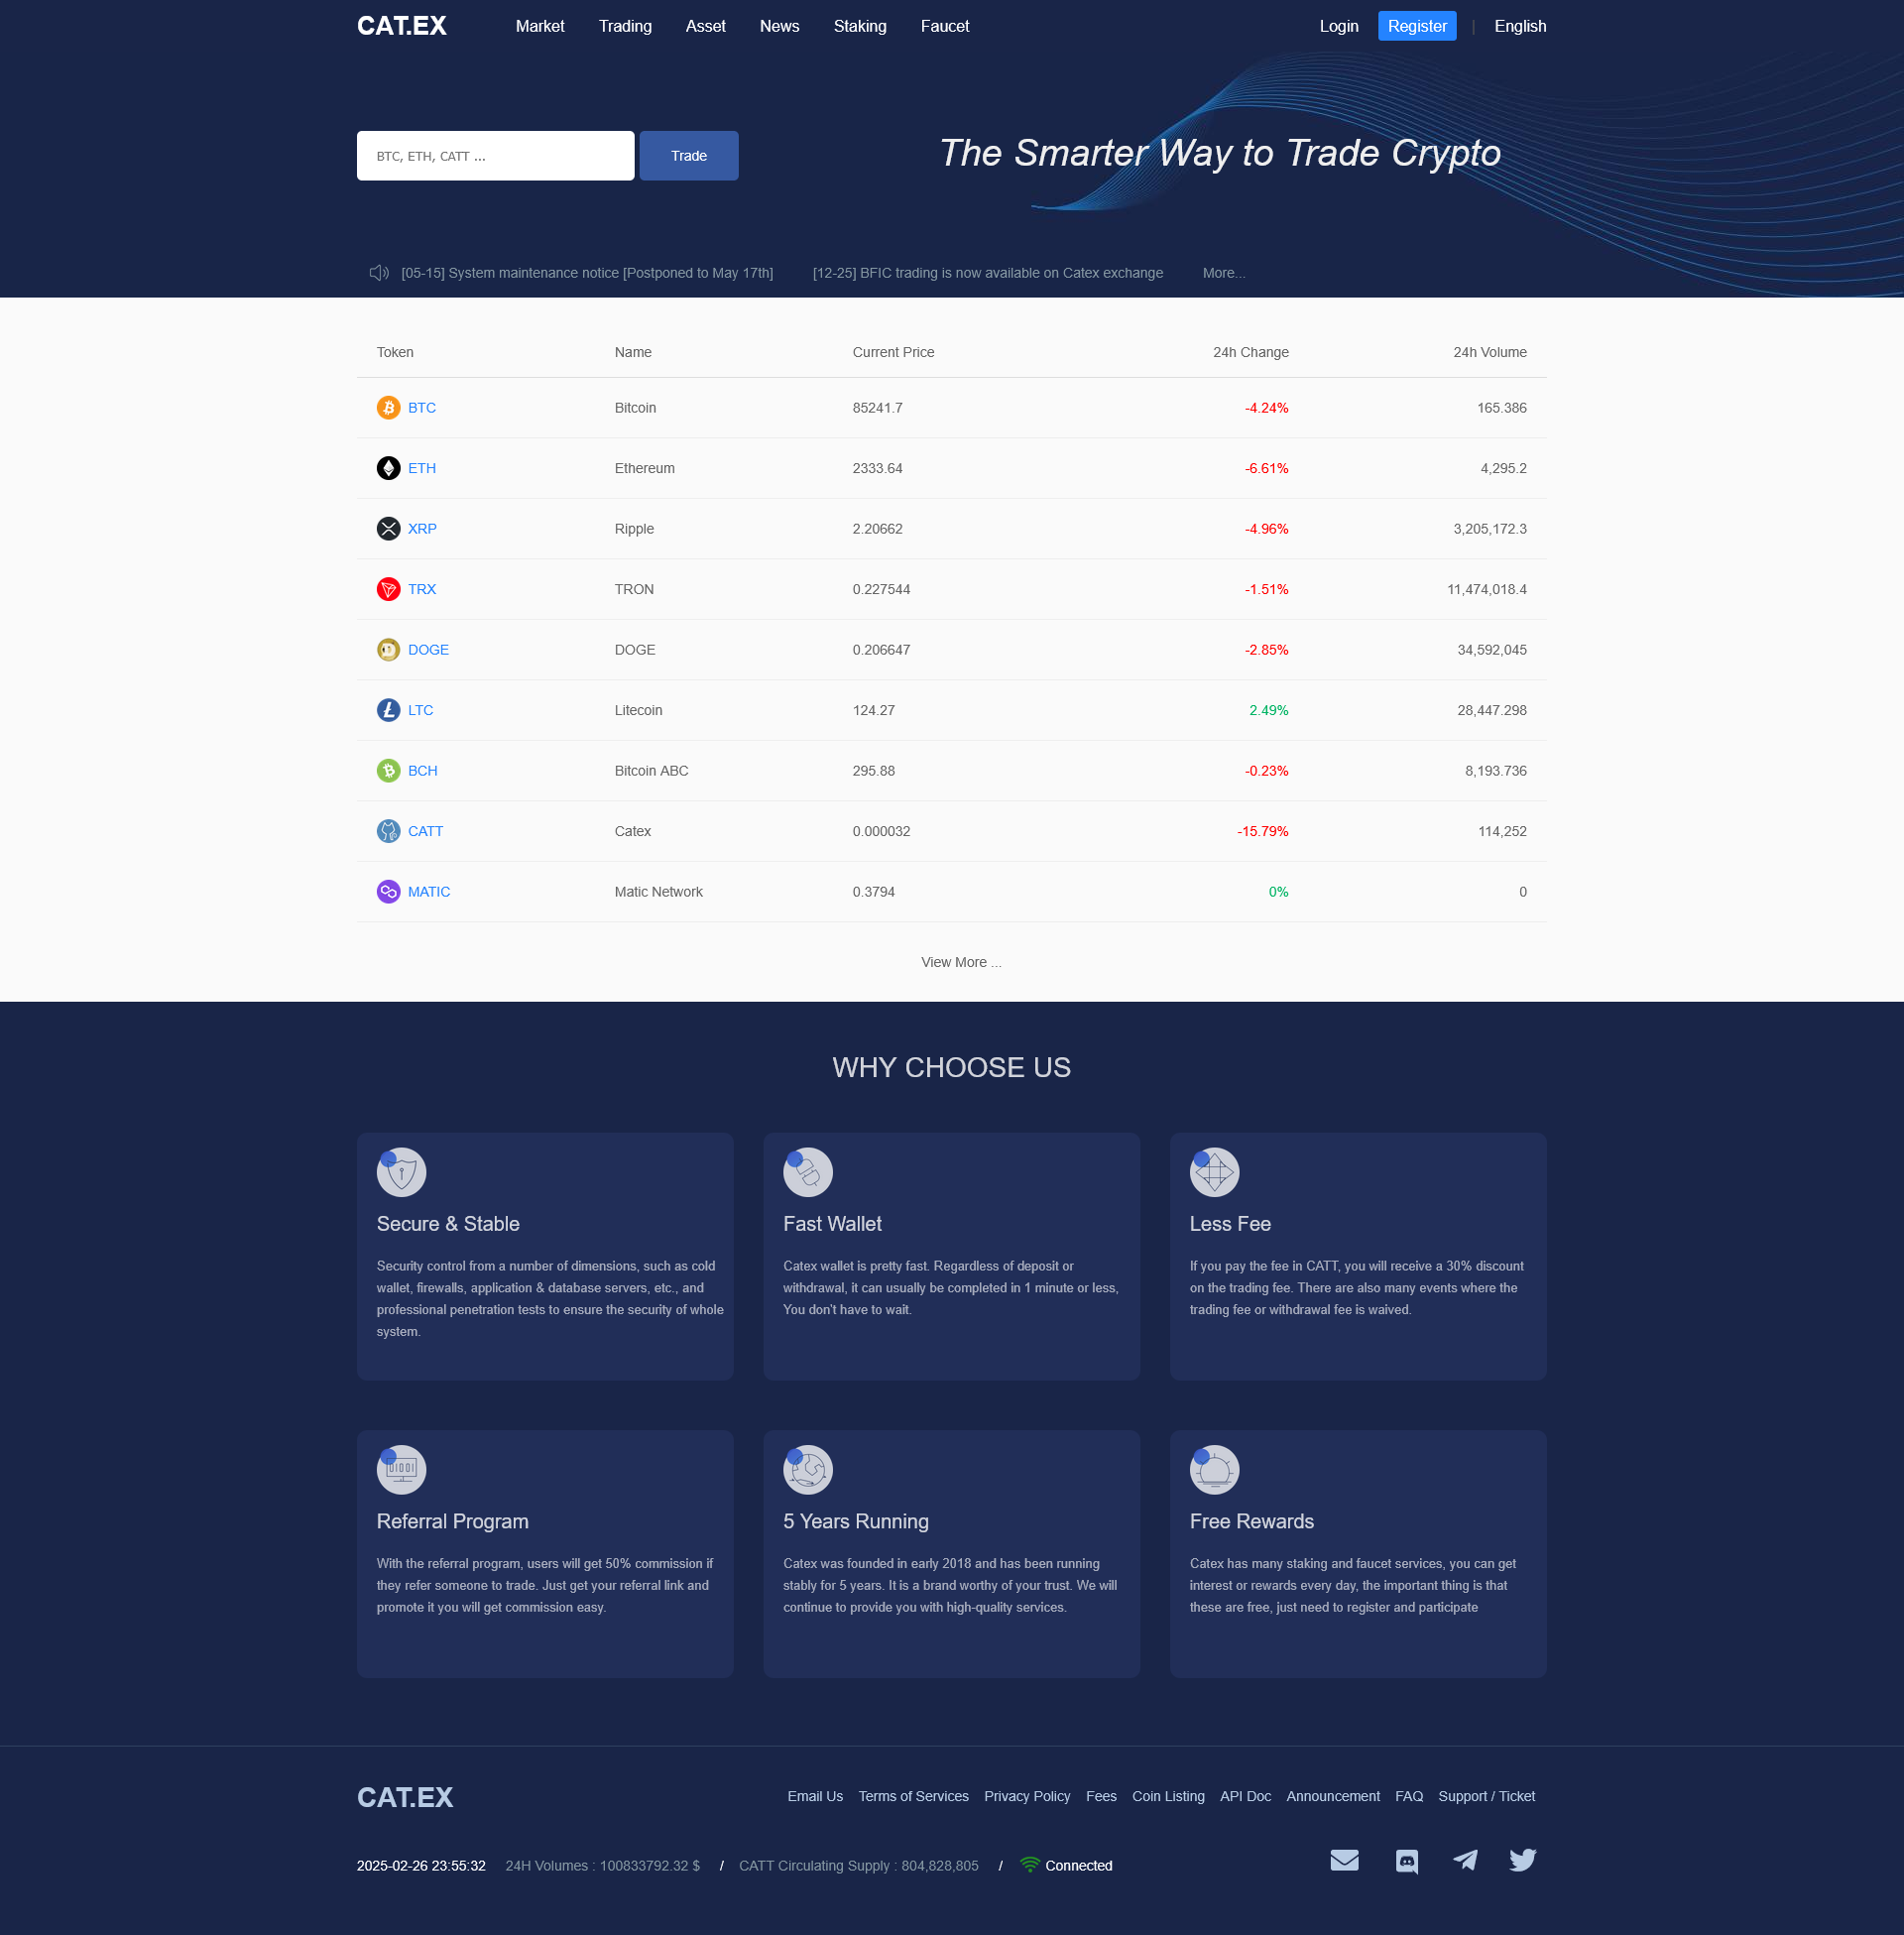 CAT.EX Market Trading Asset News Staking Faucet Login Register | English
BTC, ETH, CATT ... Trade
The Smarter Way to Trade Crypto
[05-15] System maintenance notice [Postponed to May 17th] [12-25] BFIC trading is now available on Catex exchange More...
Token Name Current Price 24h Change 24h Volume
BTC Bitcoin 85241.7 -4.24% 165.386
ETH Ethereum 2333.64 -6.61% 4,295.2
XRP Ripple 2.20662 -4.96% 3,205,172.3
TRX TRON 0.227544 -1.51% 11,474,018.4
DOGE DOGE 0.206647 -2.85% 34,592,045
LTC Litecoin 124.27 2.49% 28,447.298
BCH Bitcoin ABC 295.88 -0.23% 8,193.736
CATT Catex 0.000032 -15.79% 114,252
MATIC Matic Network 0.3794 0% 0
View More ...
WHY CHOOSE US
Secure & Stable
Security control from a number of dimensions, such as cold
wallet, firewalls, application & database servers, etc., and
professional penetration tests to ensure the security of whole
system.
Fast Wallet
Catex wallet is pretty fast. Regardless of deposit or
withdrawal, it can usually be completed in 1 minute or less,
You don't have to wait.
Less Fee
If you pay the fee in CATT, you will receive a 30% discount
on the trading fee. There are also many events where the
trading fee or withdrawal fee is waived.
Referral Program
With the referral program, users will get 50% commission if
they refer someone to trade. Just get your referral link and
promote it you will get commission easy.
5 Years Running
Catex was founded in early 2018 and has been running
stably for 5 years. It is a brand worthy of your trust. We will
continue to provide you with high-quality services.
Free Rewards
Catex has many staking and faucet services, you can get
interest or rewards every day, the important thing is that
these are free, just need to register and participate
CAT.EX Email Us Terms of Services Privacy Policy Fees Coin Listing API Doc Announcement FAQ Support / Ticket
2025-02-26 23:55:32 24H Volumes : 100833792.32 $ / CATT Circulating Supply : 804,828,805 / Connected